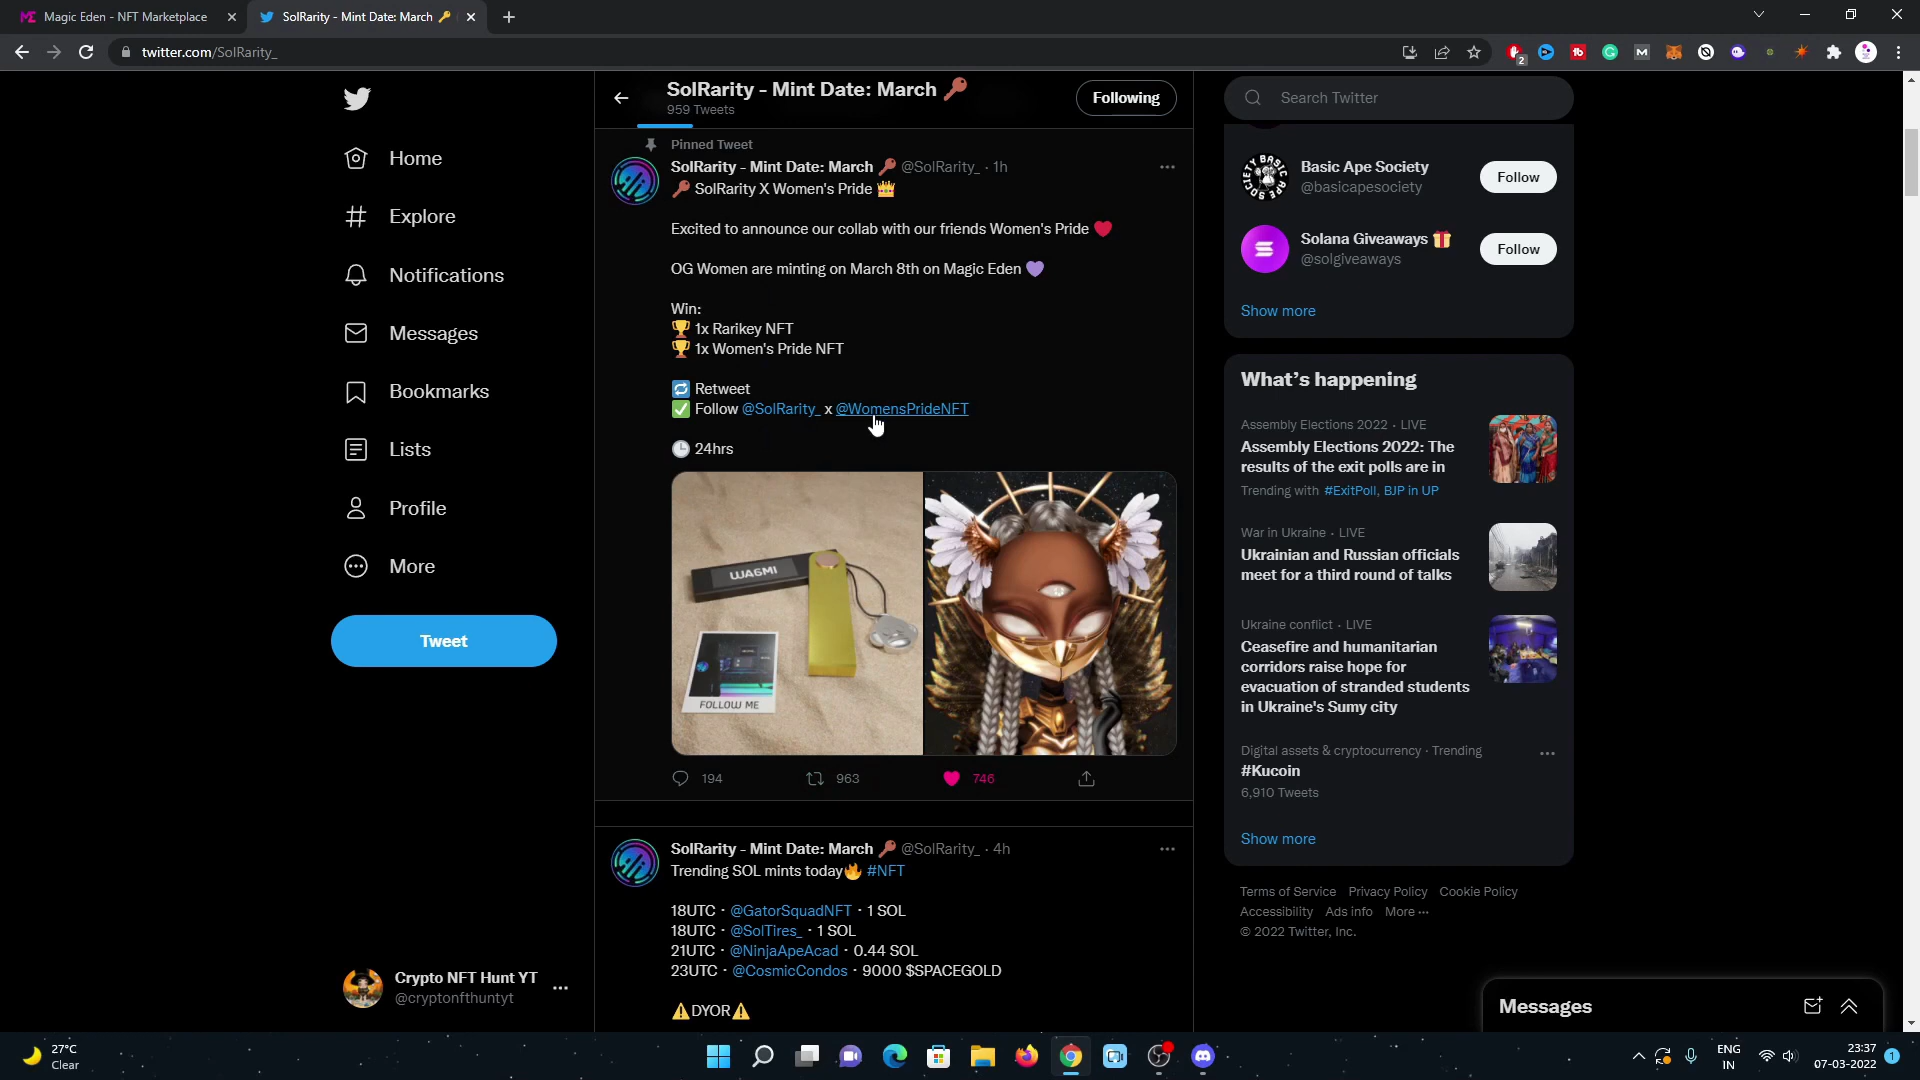 Magic Eden - NFT Marketplace
SolRarity - Mint Date: March
twitter.com/SolRarity_
2
SolRarity - Mint Date: March
959 Tweets
Following
Search Twitter
Home
Explore
Notifications
Messages
Bookmarks
Lists
Profile
More
Tweet
Crypto NFT Hunt YT
@cryptonfthuntyt
Pinned Tweet
SolRarity - Mint Date: March 🔑 @SolRarity_ · 1h
🔑 SolRarity X Women's Pride 👑
Excited to announce our collab with our friends Women's Pride ❤️
OG Women are minting on March 8th on Magic Eden 💜
Win:
🏆 1x Rarikey NFT
🏆 1x Women's Pride NFT
🔁 Retweet
✅ Follow @SolRarity_ x @WomensPrideNFT
🕒 24hrs
WAGMI
FOLLOW ME
194
963
746
SolRarity - Mint Date: March 🔑 @SolRarity_ · 4h
Trending SOL mints today🔥 #NFT
18UTC · @GatorSquadNFT · 1 SOL
18UTC · @SolTires_ · 1 SOL
21UTC · @NinjaApeAcad · 0.44 SOL
23UTC · @CosmicCondos · 9000 $SPACEGOLD
⚠️DYOR⚠️
BASIC APE SOCIETY
Basic Ape Society
@basicapesociety
Follow
Solana Giveaways 🎁
@solgiveaways
Follow
Show more
What's happening
Assembly Elections 2022 · LIVE
Assembly Elections 2022: The
results of the exit polls are in
Trending with #ExitPoll, BJP in UP
War in Ukraine · LIVE
Ukrainian and Russian officials
meet for a third round of talks
Ukraine conflict · LIVE
Ceasefire and humanitarian
corridors raise hope for
evacuation of stranded students
in Ukraine's Sumy city
Digital assets & cryptocurrency · Trending
#Kucoin
6,910 Tweets
Show more
Terms of Service Privacy Policy Cookie Policy
Accessibility Ads info More ···
© 2022 Twitter, Inc.
Messages
27°C
Clear
ENG
IN
23:37
07-03-2022
1